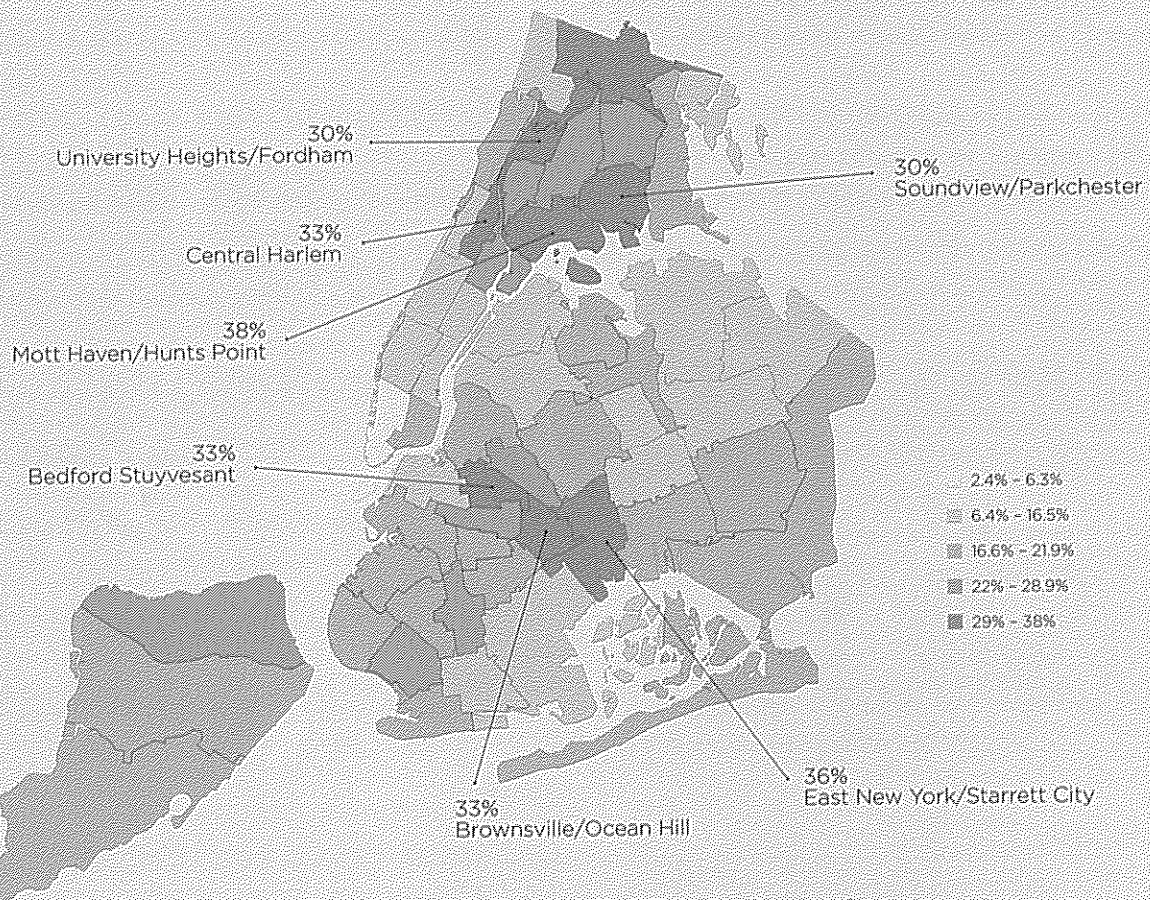 30%
University Heights/Fordham
30%
Soundview/Parkchester
33%
Central Harlem
38%
Mott Haven/Hunts Point
33%
Bedford Stuyvesant
2.4% - 6.3%
6.4% - 16.5%
16.6% - 21.9%
22% - 28.9%
29% - 38%
36%
East New York/Starrett City
33%
Brownsville/Ocean Hill